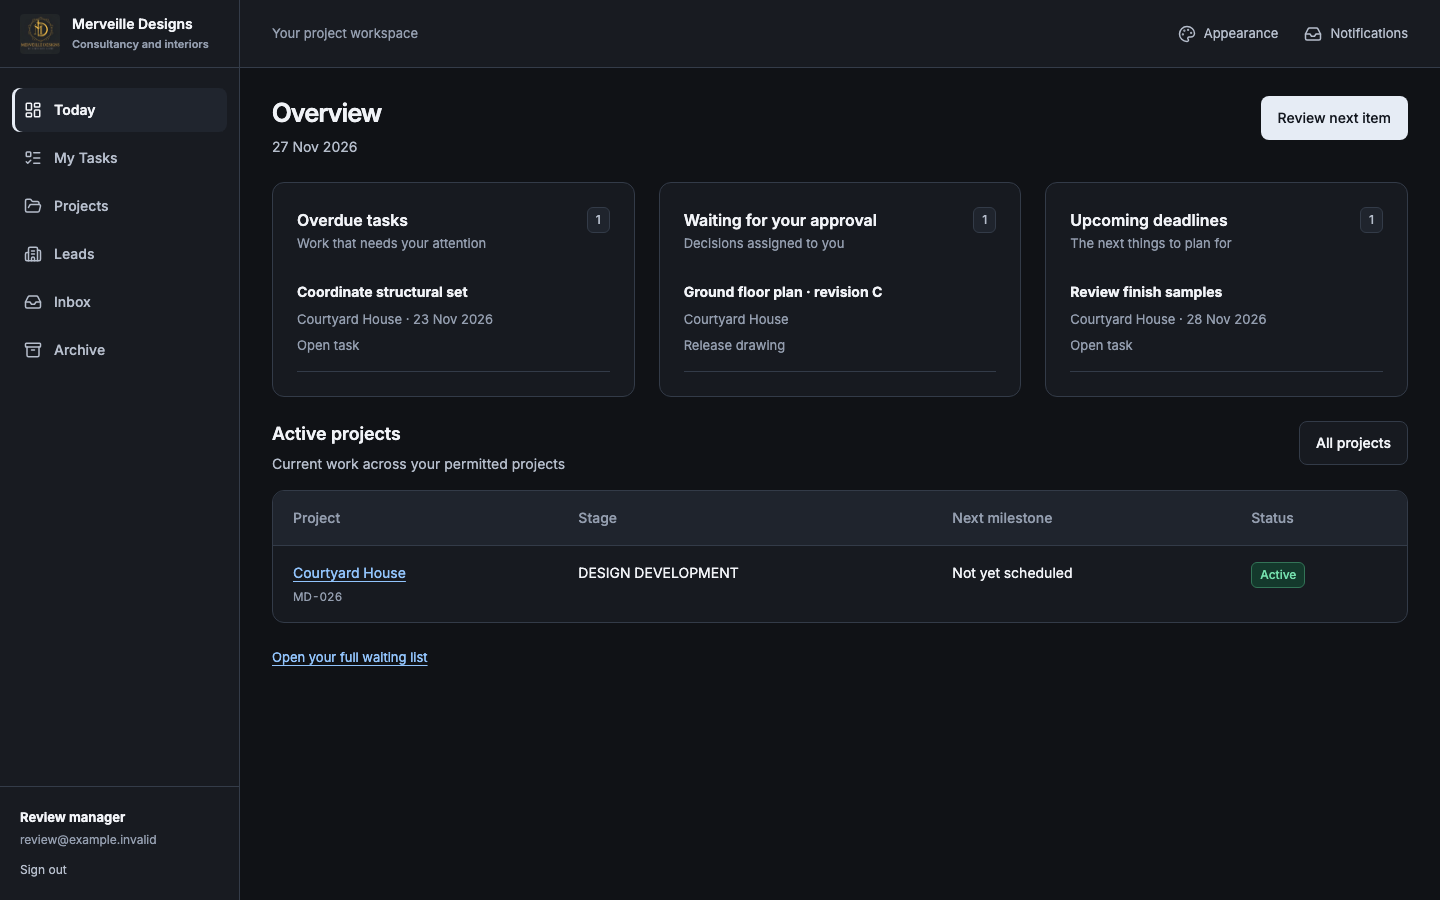 Merveille Designs
Consultancy and interiors
Your project workspace
Appearance
Notifications
Today
My Tasks
Projects
Leads
Inbox
Archive
Overview
27 Nov 2026
Review next item
Overdue tasks
1
Work that needs your attention
Coordinate structural set
Courtyard House · 23 Nov 2026
Open task
Waiting for your approval
1
Decisions assigned to you
Ground floor plan · revision C
Courtyard House
Release drawing
Upcoming deadlines
1
The next things to plan for
Review finish samples
Courtyard House · 28 Nov 2026
Open task
Active projects
Current work across your permitted projects
All projects
Project Stage Next milestone Status
Courtyard House DESIGN DEVELOPMENT Not yet scheduled Active
MD-026
Open your full waiting list
Review manager
review@example.invalid
Sign out